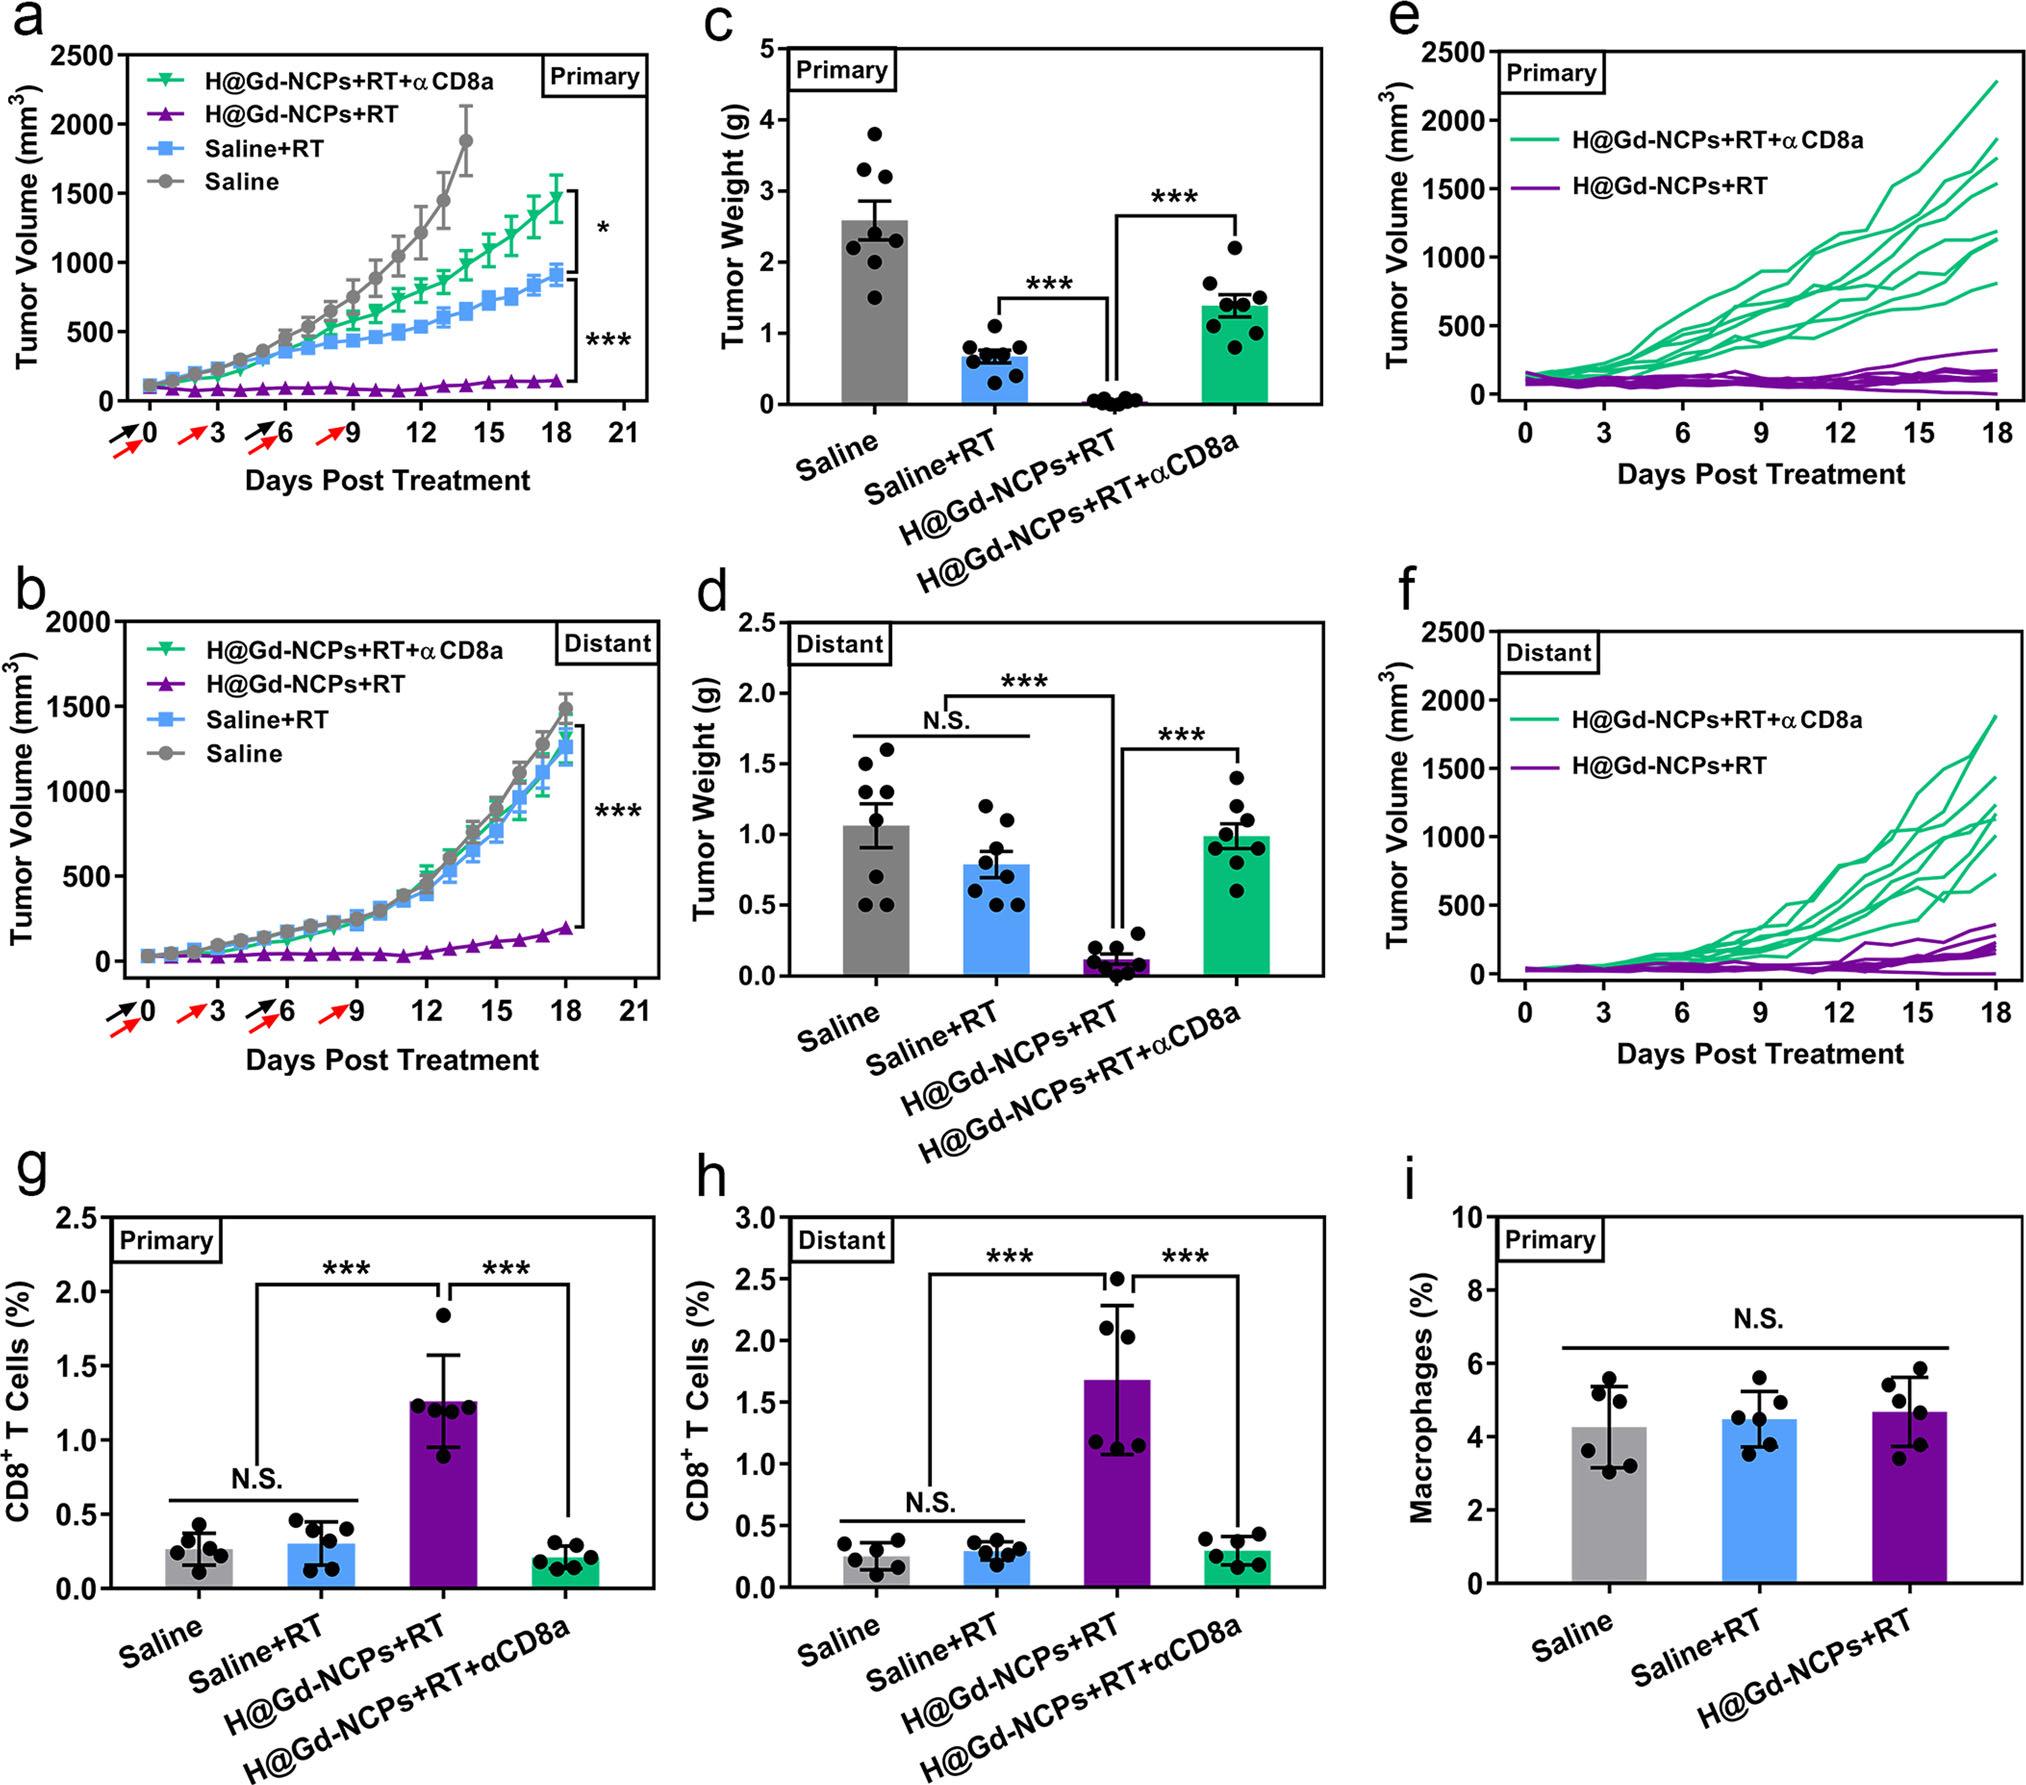 a
2500
2000
1500
1000
500
0
Tumor Volume (mm3)
H@Gd-NCPs+RT+αCD8a
H@Gd-NCPs+RT
Saline+RT
Saline
Primary
*
***
0 3 6 9 12 15 18 21
Days Post Treatment
c
5
4
3
2
1
0
Tumor Weight (g)
Primary
***
***
Saline
Saline+RT
H@Gd-NCPs+RT
H@Gd-NCPs+RT+αCD8a
e
2500
2000
1500
1000
500
0
Tumor Volume (mm3)
Primary
H@Gd-NCPs+RT+αCD8a
H@Gd-NCPs+RT
0 3 6 9 12 15 18
Days Post Treatment
b
2000
1500
1000
500
0
Tumor Volume (mm3)
H@Gd-NCPs+RT+αCD8a
H@Gd-NCPs+RT
Saline+RT
Saline
Distant
***
0 3 6 9 12 15 18 21
Days Post Treatment
d
2.5
2.0
1.5
1.0
0.5
0.0
Tumor Weight (g)
Distant
***
N.S.
***
Saline
Saline+RT
H@Gd-NCPs+RT
H@Gd-NCPs+RT+αCD8a
f
2500
2000
1500
1000
500
0
Tumor Volume (mm3)
Distant
H@Gd-NCPs+RT+αCD8a
H@Gd-NCPs+RT
0 3 6 9 12 15 18
Days Post Treatment
g
2.5
2.0
1.5
1.0
0.5
0.0
CD8+ T Cells (%)
Primary
*** ***
N.S.
Saline
Saline+RT
H@Gd-NCPs+RT
H@Gd-NCPs+RT+αCD8a
h
3.0
2.5
2.0
1.5
1.0
0.5
0.0
CD8+ T Cells (%)
Distant
*** ***
N.S.
Saline
Saline+RT
H@Gd-NCPs+RT
H@Gd-NCPs+RT+αCD8a
i
10
8
6
4
2
0
Macrophages (%)
Primary
N.S.
Saline
Saline+RT
H@Gd-NCPs+RT